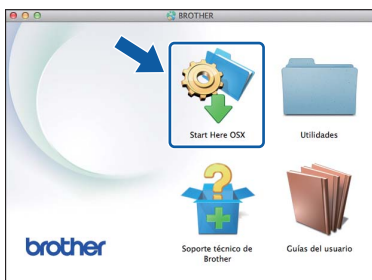 BROTHER
Start Here OSX
Utilidades
Soporte técnico de
Brother
Guías del usuario
brother